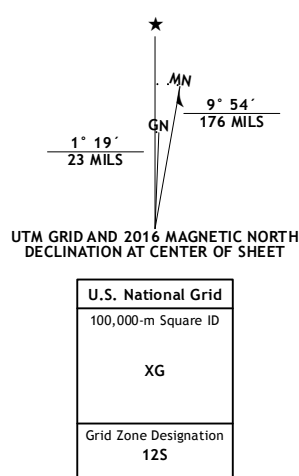 ★
MN
GN
9° 54´
176 MILS
1° 19´
23 MILS
UTM GRID AND 2016 MAGNETIC NORTH
DECLINATION AT CENTER OF SHEET
U.S. National Grid
100,000-m Square ID
XG
Grid Zone Designation
12S